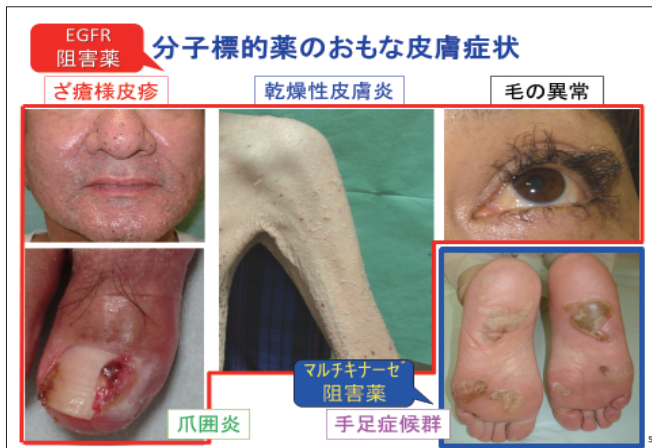 EGFR
阻害薬
分子標的薬のおもな皮膚症状
ざ瘡様皮疹
乾燥性皮膚炎
毛の異常
マルチキナーゼ
阻害薬
爪囲炎
手足症候群
5